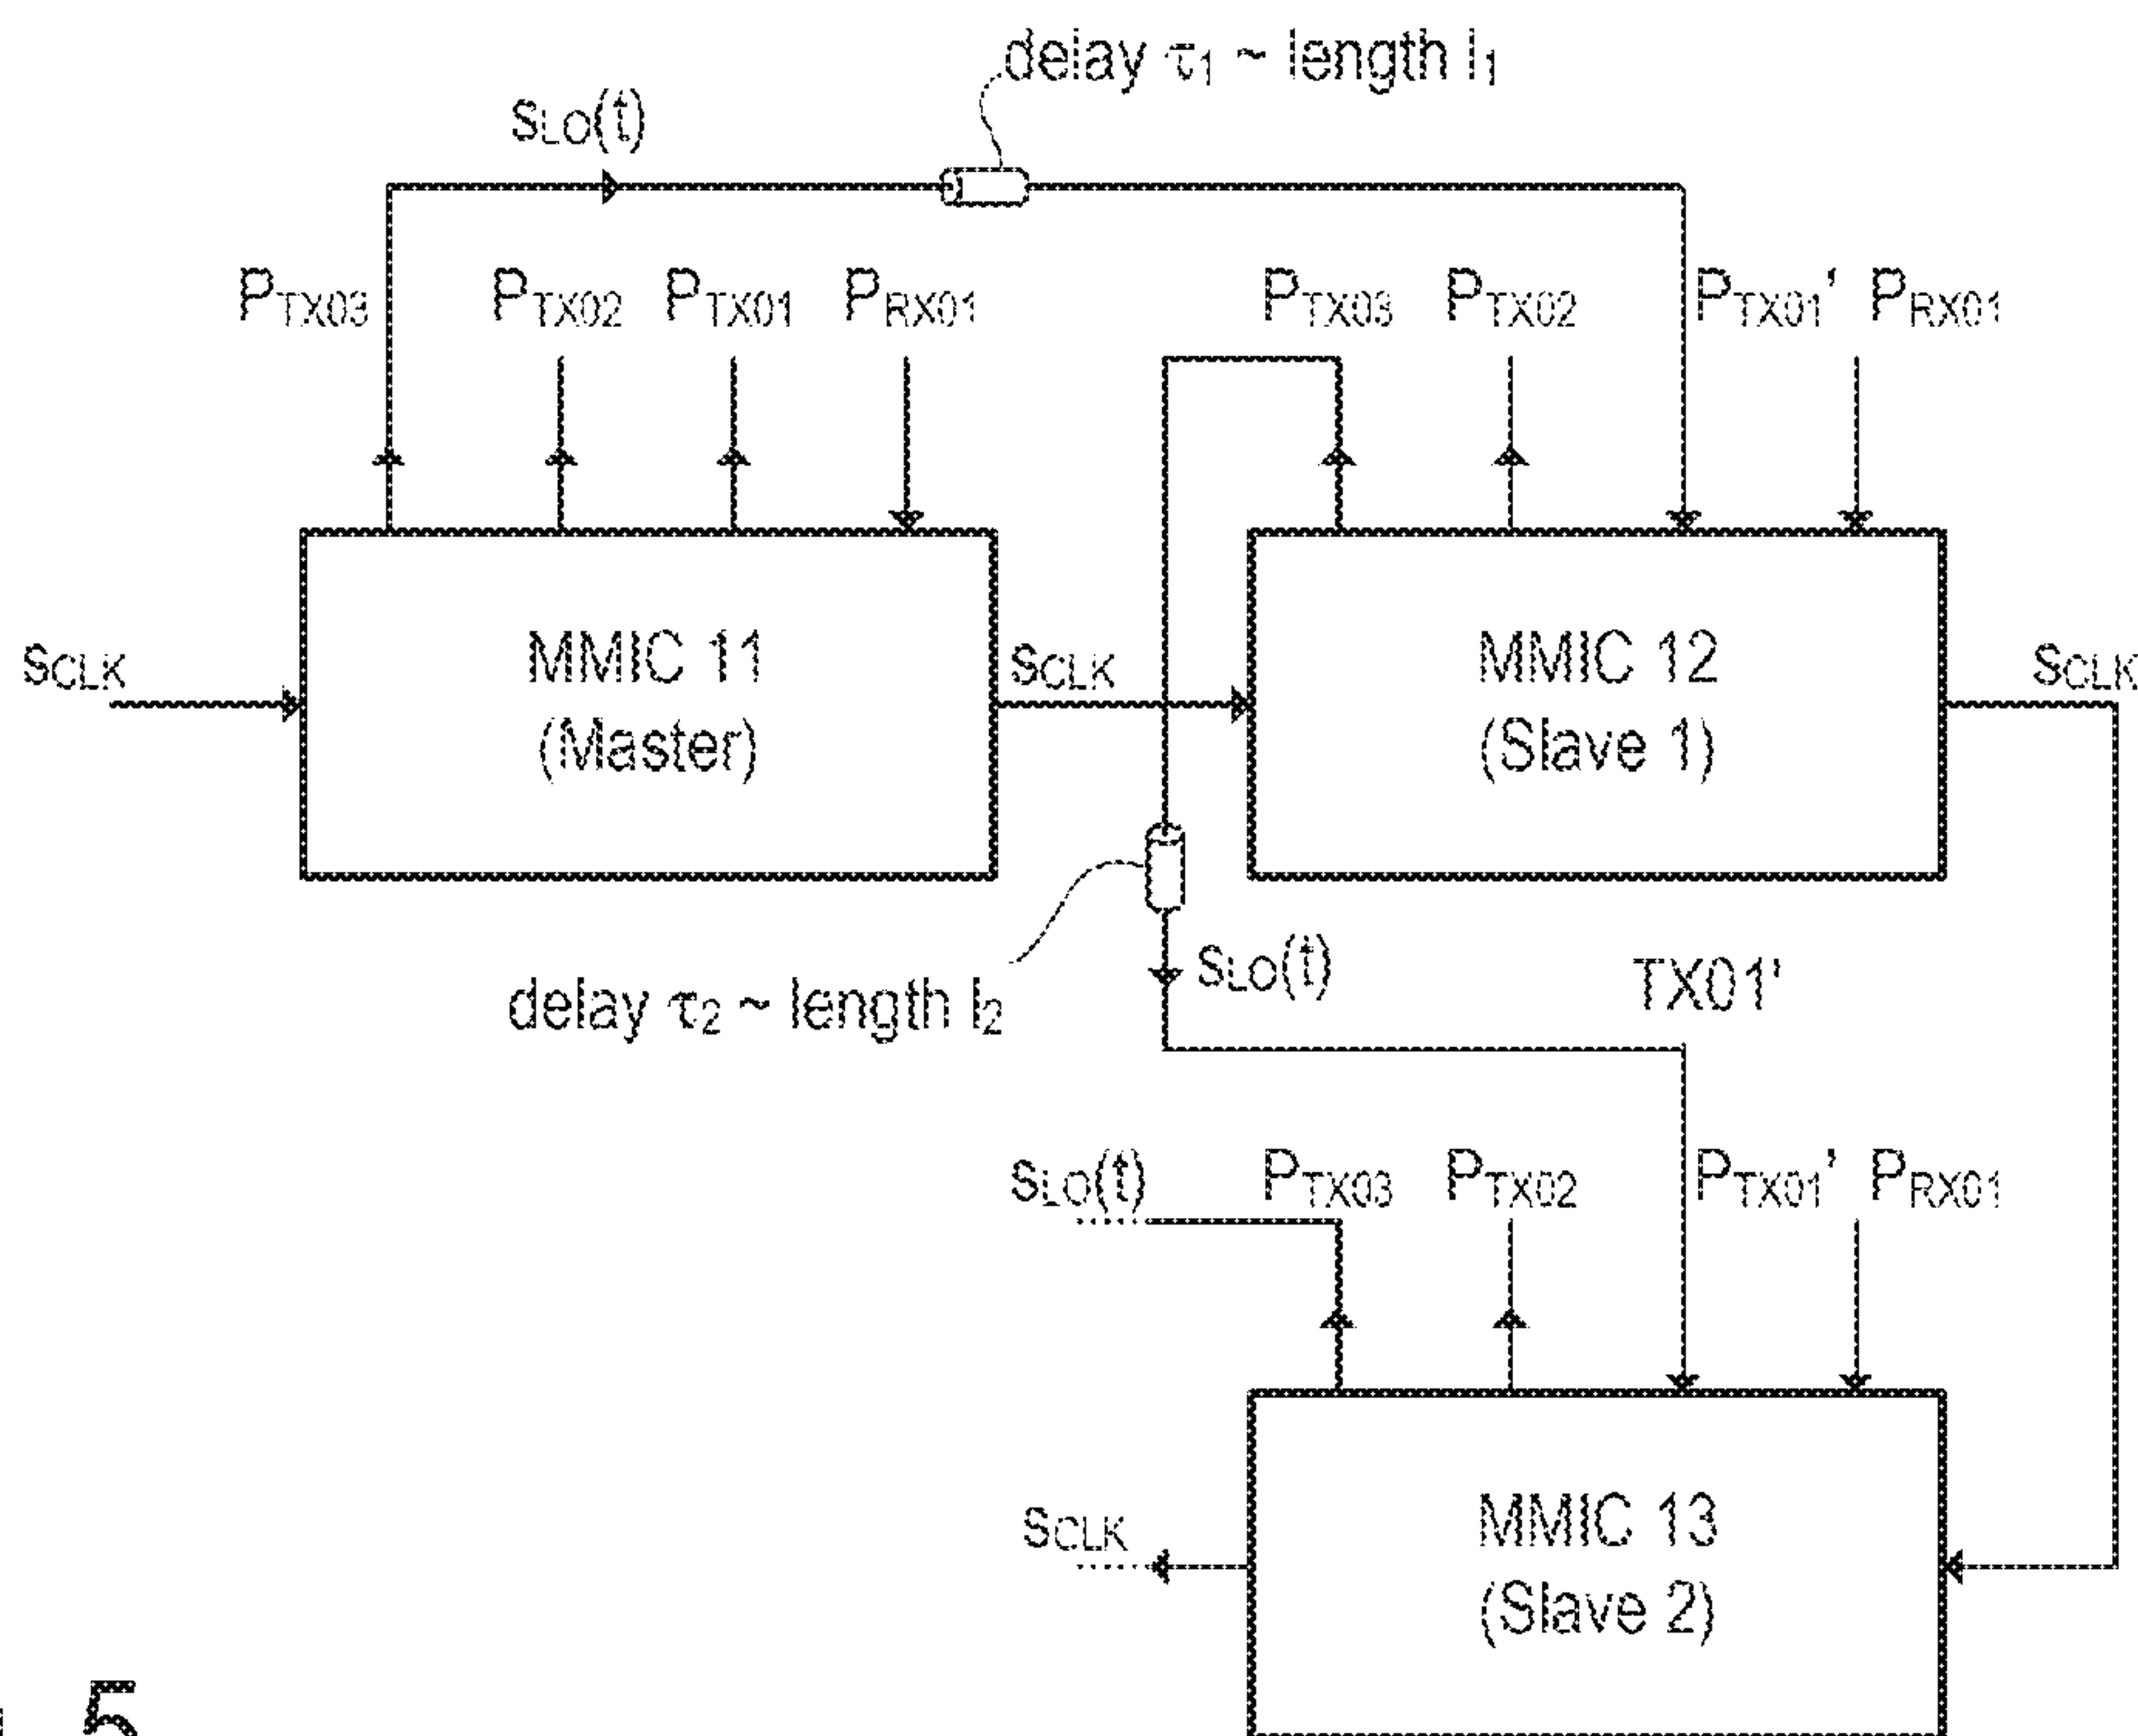 delay τ₁ ~ length l₁
sLO(t)
PTX03 PTX02 PTX01 PRX01 PTX03 PTX02 PTX01' PRX01
sCLK MMIC 11 sCLK MMIC 12 sCLK
(Master) (Slave 1)
sLO(t) TX01'
delay τ₂ ~ length l₂
sLO(t) PTX03 PTX02 PTX01' PRX01
sCLK MMIC 13
(Slave 2)
5